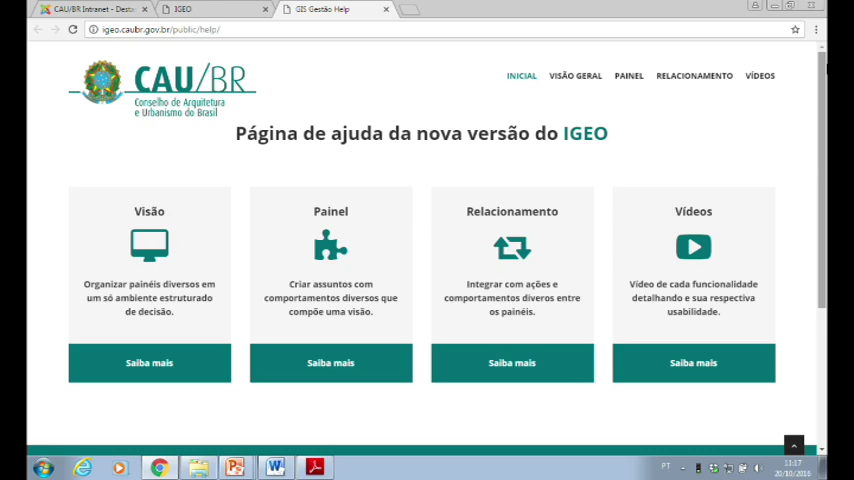 CAU/BR Intranet - Desta
IGEO
GIS Gestão Help
igeo.caubr.gov.br/public/help/
CAU/BR
Conselho de Arquitetura
e Urbanismo do Brasil
INICIAL VISÃO GERAL PAINEL RELACIONAMENTO VÍDEOS
Página de ajuda da nova versão do IGEO
Visão
Organizar painéis diversos em
um só ambiente estruturado
de decisão.
Saiba mais
Painel
Criar assuntos com
comportamentos diversos que
compõe uma visão.
Saiba mais
Relacionamento
Integrar com ações e
comportamentos diveros entre
os painéis.
Saiba mais
Vídeos
Vídeo de cada funcionalidade
detalhando e sua respectiva
usabilidade.
Saiba mais
PT
11:17
20/10/2016